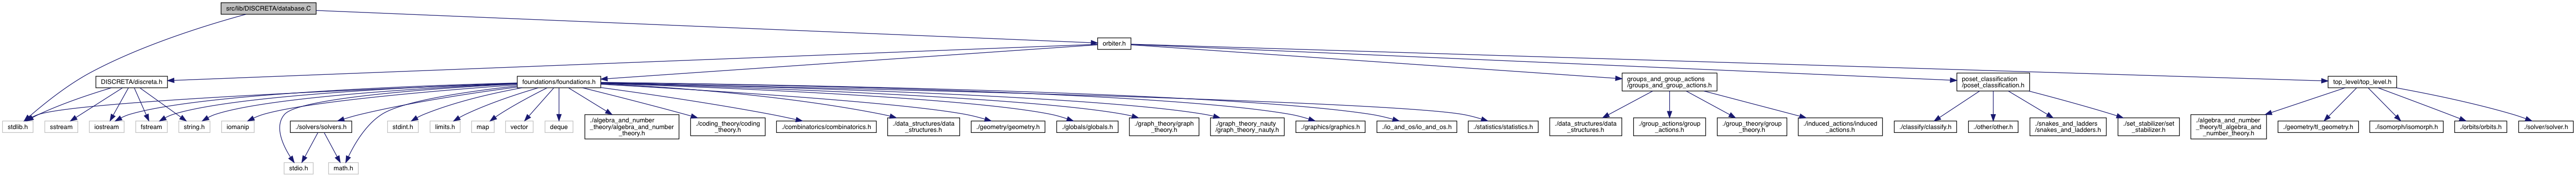 src/lib/DISCRETA/database.C
orbiter.h
DISCRETA/discreta.h
foundations/foundations.h
groups_and_group_actions
/groups_and_group_actions.h
poset_classification
/poset_classification.h
top_level/top_level.h
stdlib.h
sstream
iostream
fstream
string.h
iomanip
./solvers/solvers.h
stdint.h
limits.h
map
vector
deque
./algebra_and_number
_theory/algebra_and_number
_theory.h
./coding_theory/coding
_theory.h
./combinatorics/combinatorics.h
./data_structures/data
_structures.h
./geometry/geometry.h
./globals/globals.h
./graph_theory/graph
_theory.h
./graph_theory_nauty
/graph_theory_nauty.h
./graphics/graphics.h
./io_and_os/io_and_os.h
./statistics/statistics.h
./data_structures/data
_structures.h
./group_actions/group
_actions.h
./group_theory/group
_theory.h
./induced_actions/induced
_actions.h
./classify/classify.h
./other/other.h
./snakes_and_ladders
/snakes_and_ladders.h
./set_stabilizer/set
_stabilizer.h
./algebra_and_number
_theory/tl_algebra_and
_number_theory.h
./geometry/tl_geometry.h
./isomorph/isomorph.h
./orbits/orbits.h
./solver/solver.h
stdio.h
math.h